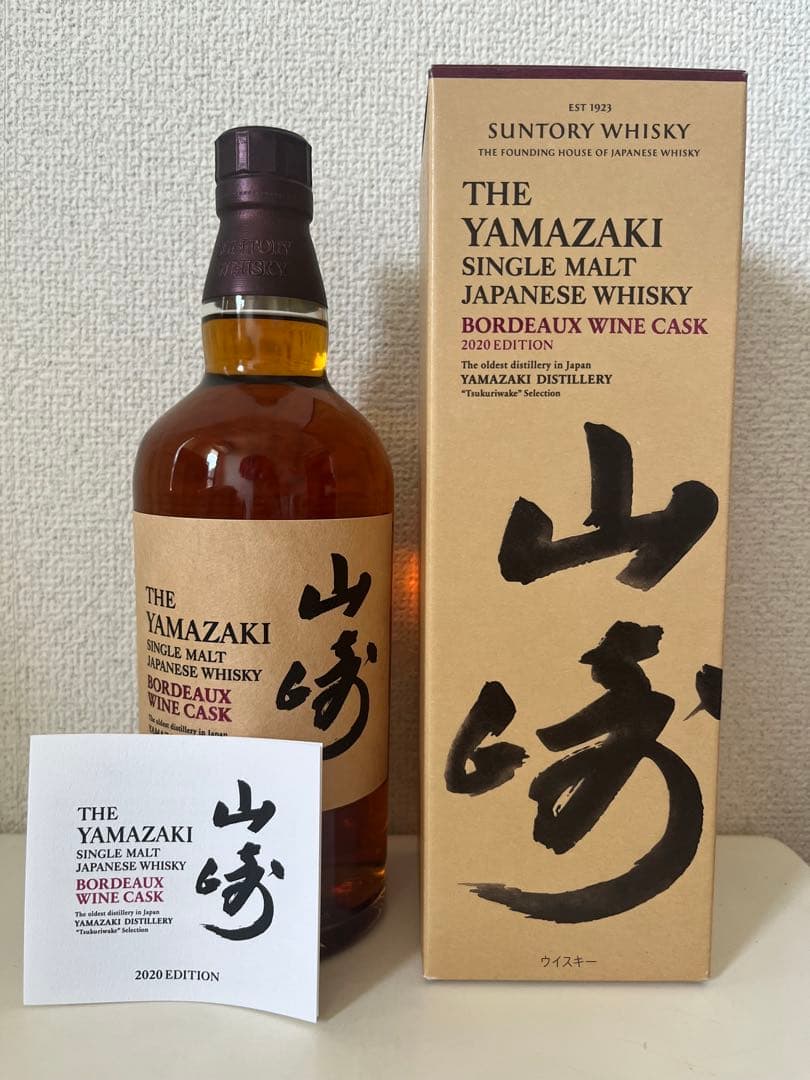 SUNTORY
WHISKY
THE
YAMAZAKI
SINGLE MALT
JAPANESE WHISKY
BORDEAUX
WINE CASK
The oldest distillery in Japan
山崎
THE
YAMAZAKI
SINGLE MALT
JAPANESE WHISKY
BORDEAUX
WINE CASK
The oldest distillery in Japan
YAMAZAKI DISTILLERY
“Tsukuriwake” Selection
山崎
2020 EDITION
EST 1923
SUNTORY WHISKY
THE FOUNDING HOUSE OF JAPANESE WHISKY
THE
YAMAZAKI
SINGLE MALT
JAPANESE WHISKY
BORDEAUX WINE CASK
2020 EDITION
The oldest distillery in Japan
YAMAZAKI DISTILLERY
“Tsukuriwake” Selection
山崎
ウイスキー